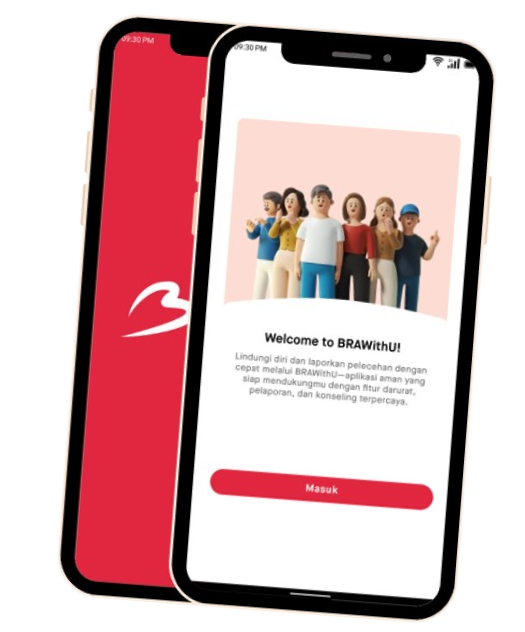 09:30 PM
09:30 PM
Welcome to BRAWithU!
Lindungi diri dan laporkan pelecehan dengan
cepat melalui BRAWithU—aplikasi aman yang
siap mendukungmu dengan fitur darurat,
pelaporan, dan konseling terpercaya.
Masuk